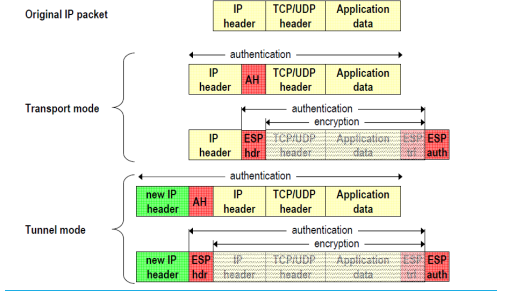 Original IP packet
IP TCP/UDP Application
header header data
authentication
IP AH TCP/UDP Application
header header data
Transport mode
authentication
encryption
IP ESP TCP/UDP Application ESP ESP
header hdr header data trl auth
authentication
new IP AH IP TCP/UDP Application
header header header data
Tunnel mode
authentication
encryption
new IP ESP IP TCP/UDP Application ESP ESP
header hdr header header data trl auth